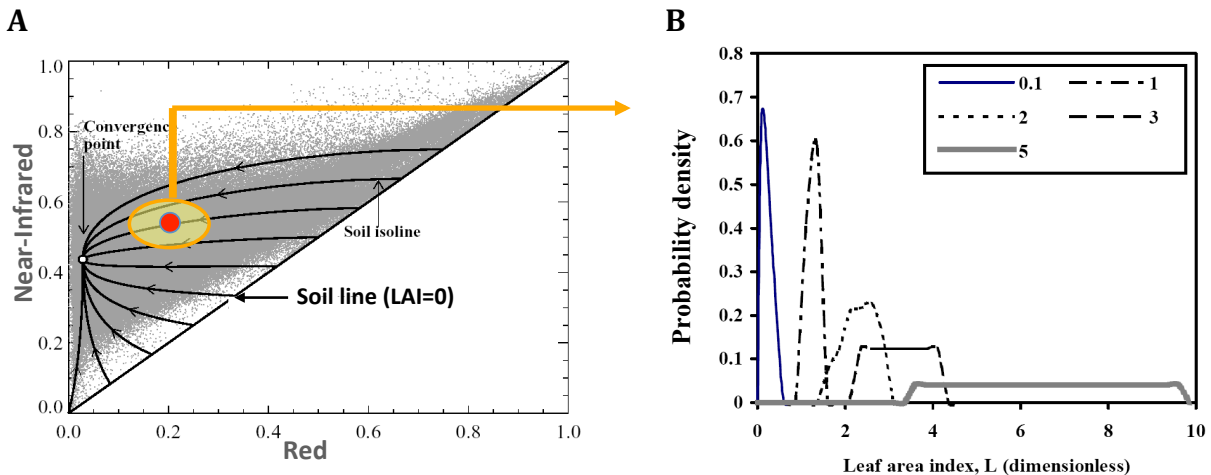 A
1.0
0.8
0.6
0.4
0.2
0.0
Near-Infrared
Convergenc
point
Soil isoline
Soil line (LAI=0)
0.0 0.2 0.4 0.6 0.8 1.0
Red
B
0.8
0.7
0.6
0.5
0.4
0.3
0.2
0.1
0
Probability density
0.1 1
2 3
5
0 2 4 6 8 10
Leaf area index, L (dimensionless)